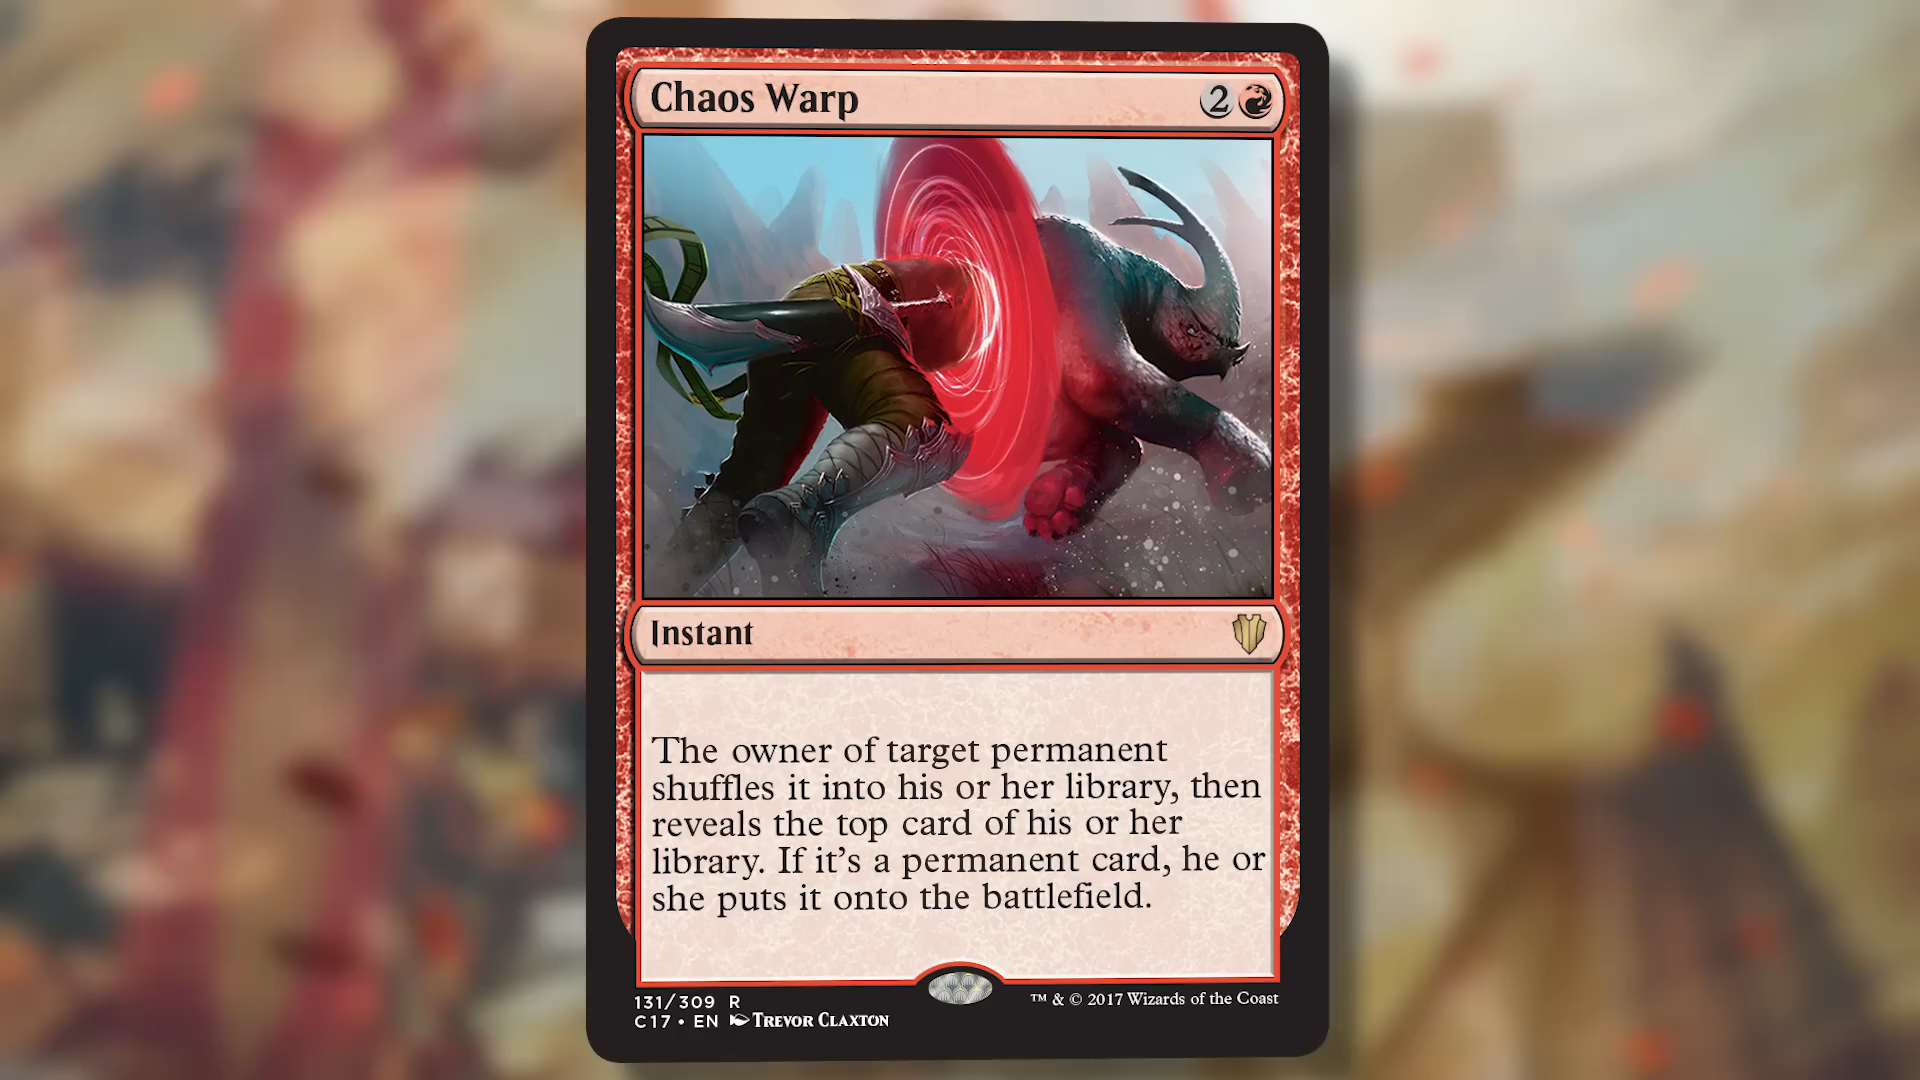 Chaos Warp 2
Instant
The owner of target permanent
shuffles it into his or her library, then
reveals the top card of his or her
library. If it's a permanent card, he or
she puts it onto the battlefield.
131/309 R
C17 • EN Trevor Claxton
™ & © 2017 Wizards of the Coast